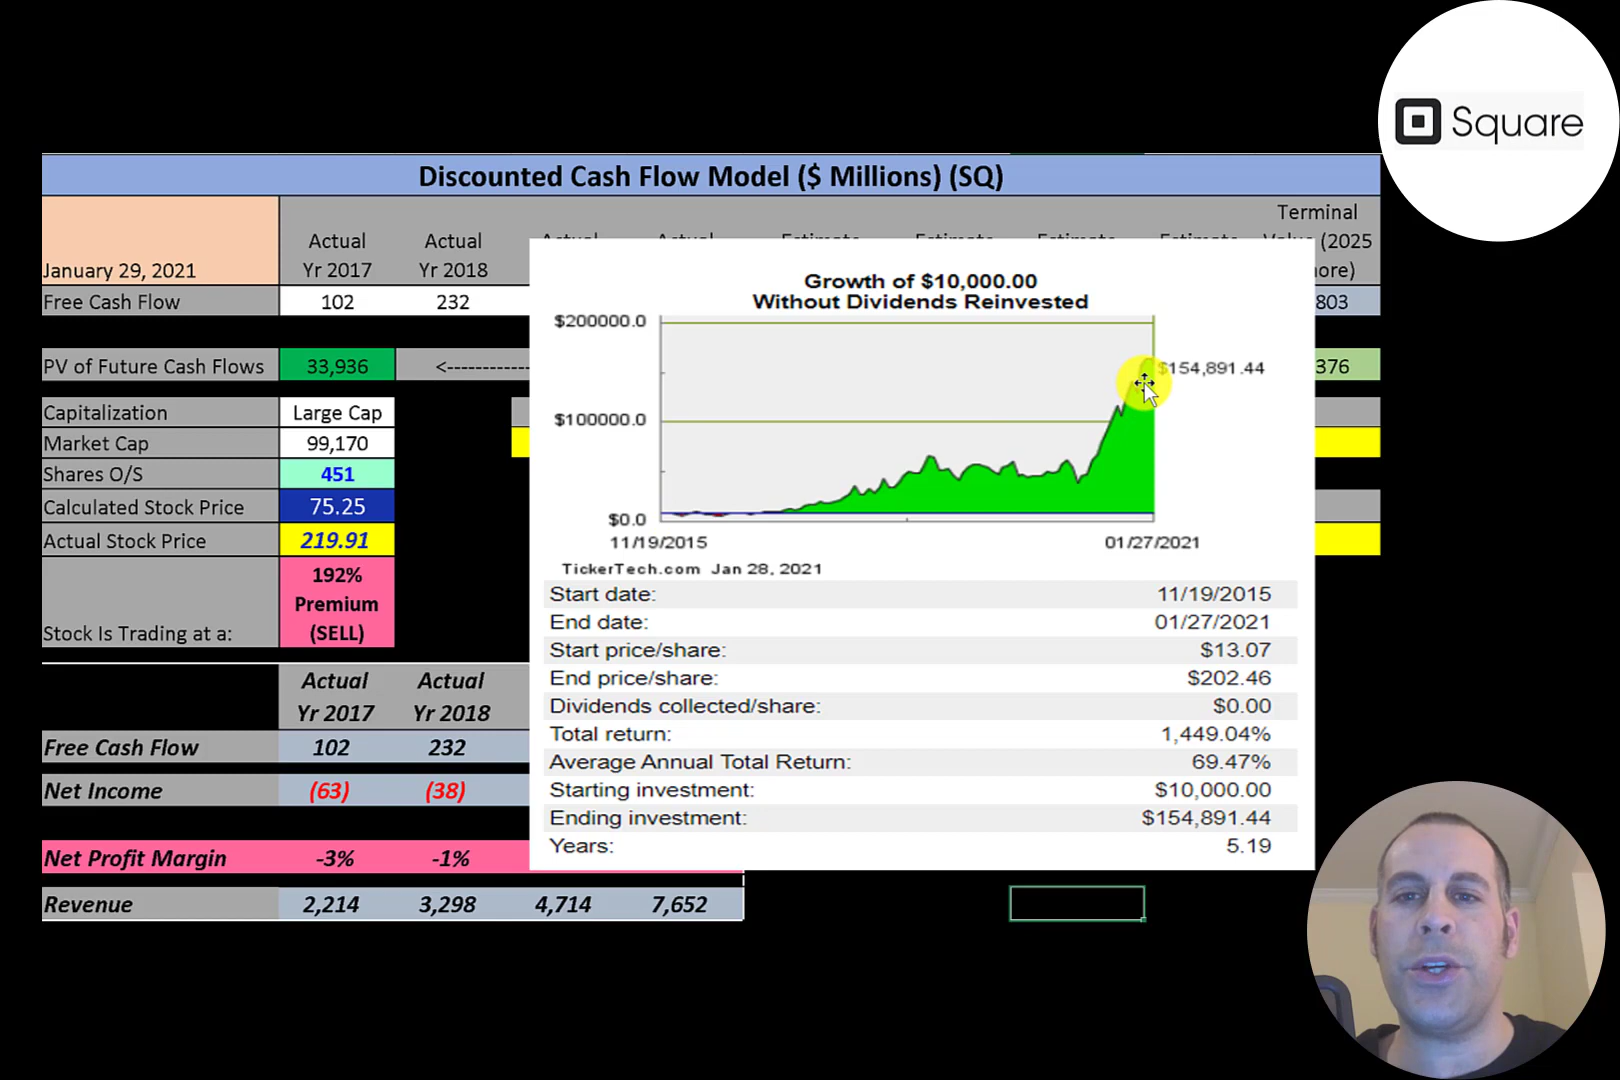 Square
Discounted Cash Flow Model ($ Millions) (SQ)
January 29, 2021
Actual
Yr 2017
Actual
Yr 2018
Actual
Actual
Estimate
Estimate
Estimate
Estimate
Terminal
(2025
Free Cash Flow 102 232 803
PV of Future Cash Flows 33,936 <----------- 376
Capitalization Large Cap
Market Cap 99,170
Shares O/S 451
Calculated Stock Price 75.25
Actual Stock Price 219.91
Stock Is Trading at a: 192%
Premium
(SELL)
Actual
Yr 2017
Actual
Yr 2018
Free Cash Flow 102 232
Net Income (63) (38)
Net Profit Margin -3% -1%
Revenue 2,214 3,298 4,714 7,652
Growth of $10,000.00
Without Dividends Reinvested
$200000.0
$154,891.44
$100000.0
$0.0
11/19/2015 01/27/2021
TickerTech.com Jan 28, 2021
Start date: 11/19/2015
End date: 01/27/2021
Start price/share: $13.07
End price/share: $202.46
Dividends collected/share: $0.00
Total return: 1,449.04%
Average Annual Total Return: 69.47%
Starting investment: $10,000.00
Ending investment: $154,891.44
Years: 5.19